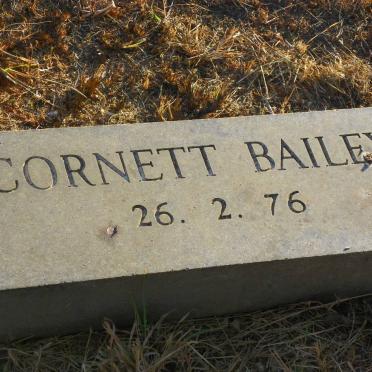 CORNETT BAILEY
26. 2. 76